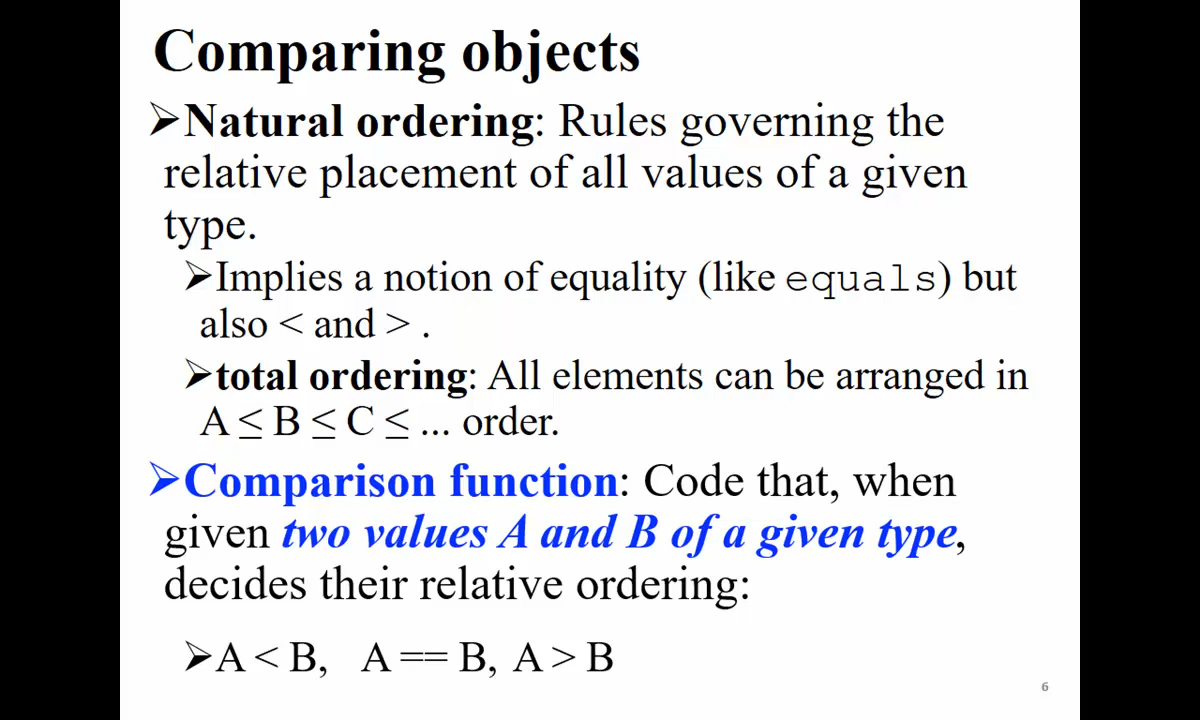 Comparing objects
➢Natural ordering: Rules governing the
relative placement of all values of a given
type.
➢Implies a notion of equality (like equals) but
also < and > .
➢total ordering: All elements can be arranged in
A ≤ B ≤ C ≤ ... order.
➢Comparison function: Code that, when
given two values A and B of a given type,
decides their relative ordering:
➢A < B, A == B, A > B
6